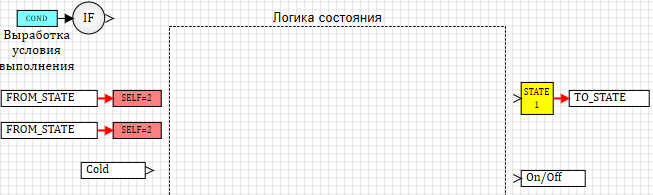 COND
IF
Логика состояния
Выработка
условия
выполнения
FROM_STATE
SELF=2
STATE
1
TO_STATE
FROM_STATE
SELF=2
Cold
On/Off